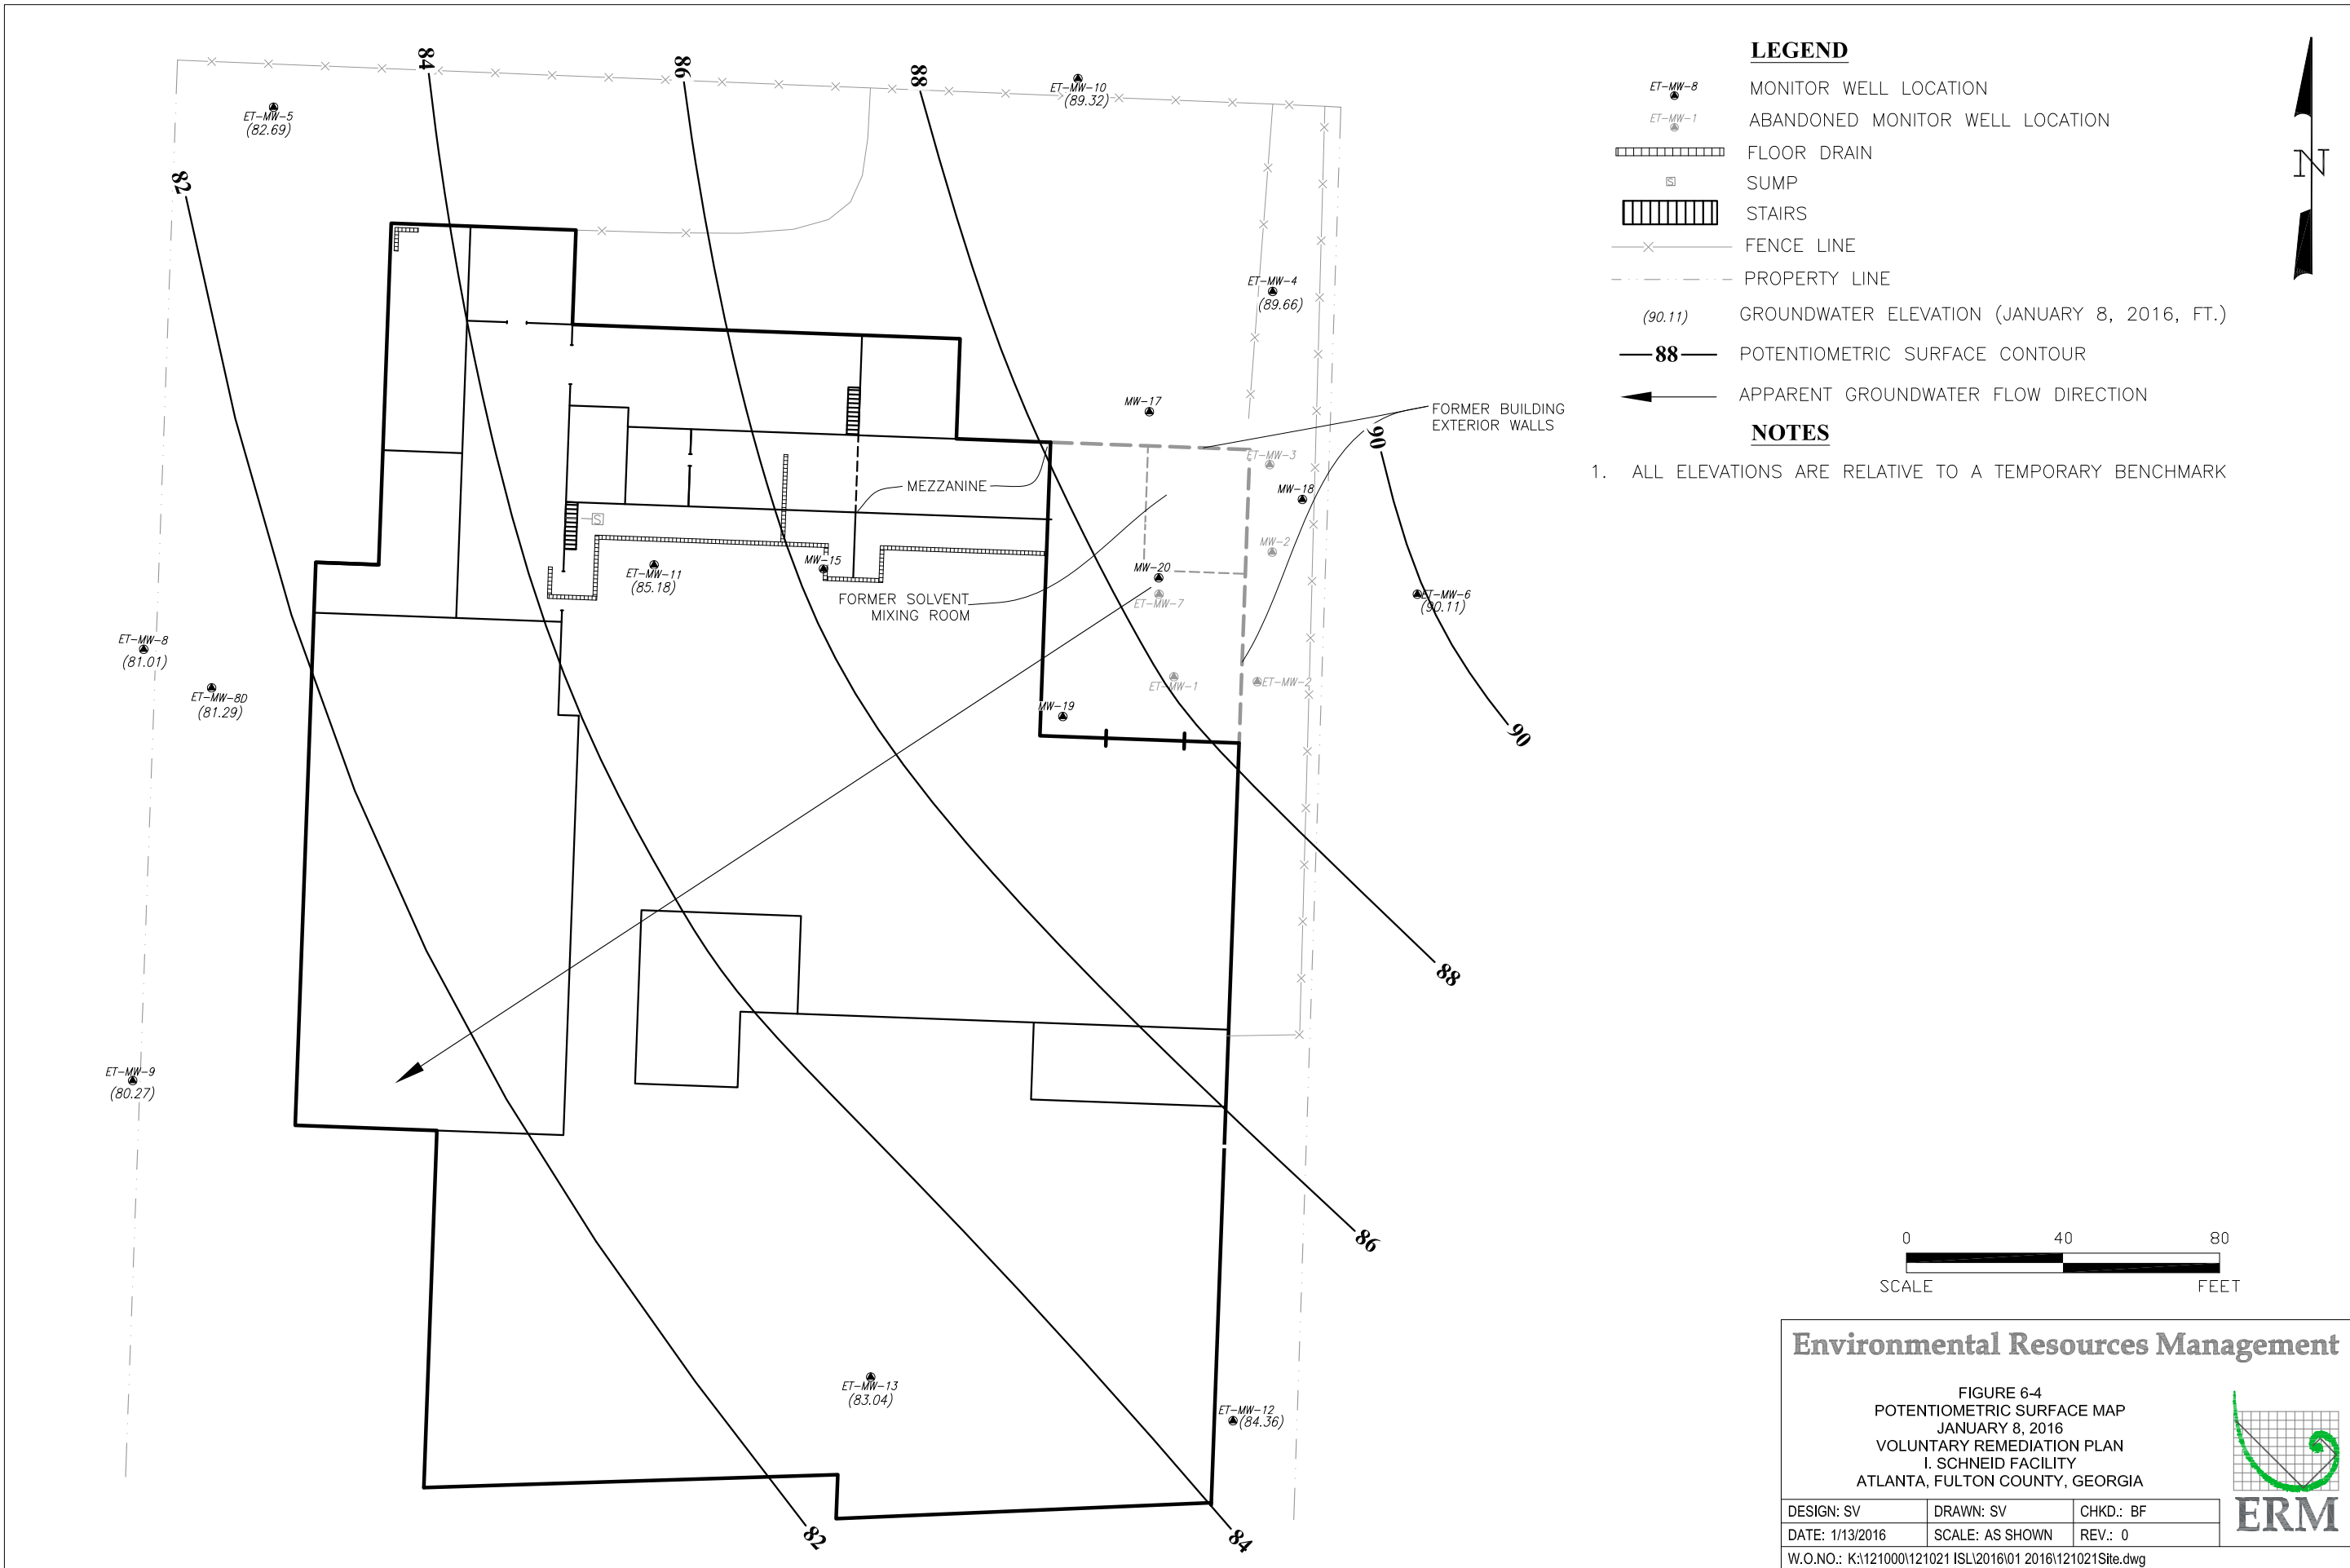 84
86
88
ET-MW-10
(89.32)
ET-MW-5
(82.69)
82
ET-MW-4
(89.66)
MW-17
FORMER BUILDING
EXTERIOR WALLS
90
ET-MW-3
MW-18
MEZZANINE
S
MW-2
ET-MW-11
(85.18)
MW-15
MW-20
ET-MW-7
FORMER SOLVENT
MIXING ROOM
ET-MW-6
(90.11)
ET-MW-8
(81.01)
ET-MW-8D
(81.29)
ET-MW-1
ET-MW-2
MW-19
90
88
ET-MW-9
(80.27)
86
ET-MW-13
(83.04)
ET-MW-12
(84.36)
82
84
LEGEND
ET-MW-8 MONITOR WELL LOCATION
ET-MW-1 ABANDONED MONITOR WELL LOCATION
FLOOR DRAIN
S SUMP
STAIRS
FENCE LINE
PROPERTY LINE
(90.11) GROUNDWATER ELEVATION (JANUARY 8, 2016, FT.)
88 POTENTIOMETRIC SURFACE CONTOUR
APPARENT GROUNDWATER FLOW DIRECTION
NOTES
1. ALL ELEVATIONS ARE RELATIVE TO A TEMPORARY BENCHMARK
N
0 40 80
SCALE FEET
Environmental Resources Management
FIGURE 6-4
POTENTIOMETRIC SURFACE MAP
JANUARY 8, 2016
VOLUNTARY REMEDIATION PLAN
I. SCHNEID FACILITY
ATLANTA, FULTON COUNTY, GEORGIA
ERM
DESIGN: SV DRAWN: SV CHKD.: BF
DATE: 1/13/2016 SCALE: AS SHOWN REV.: 0
W.O.NO.: K:\121000\121021 ISL\2016\01 2016\121021Site.dwg